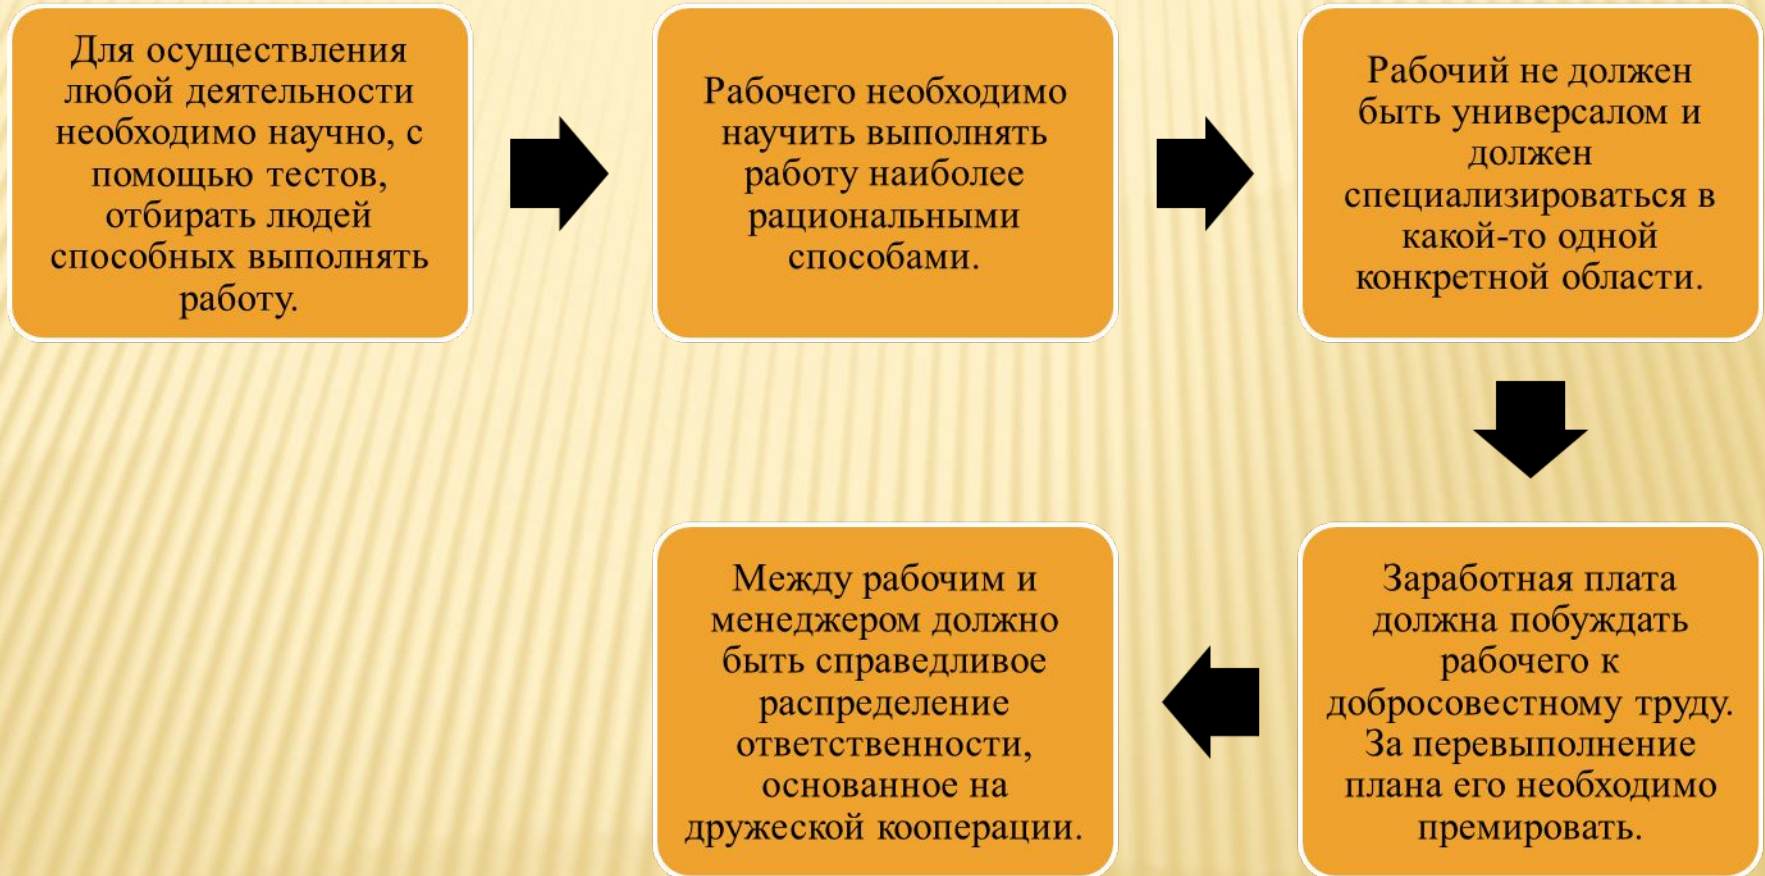 Для осуществления
любой деятельности
необходимо научно, с
помощью тестов,
отбирать людей
способных выполнять
работу.
Рабочего необходимо
научить выполнять
работу наиболее
рациональными
способами.
Рабочий не должен
быть универсалом и
должен
специализироваться в
какой-то одной
конкретной области.
Заработная плата
должна побуждать
рабочего к
добросовестному труду.
За перевыполнение
плана его необходимо
премировать.
Между рабочим и
менеджером должно
быть справедливое
распределение
ответственности,
основанное на
дружеской кооперации.